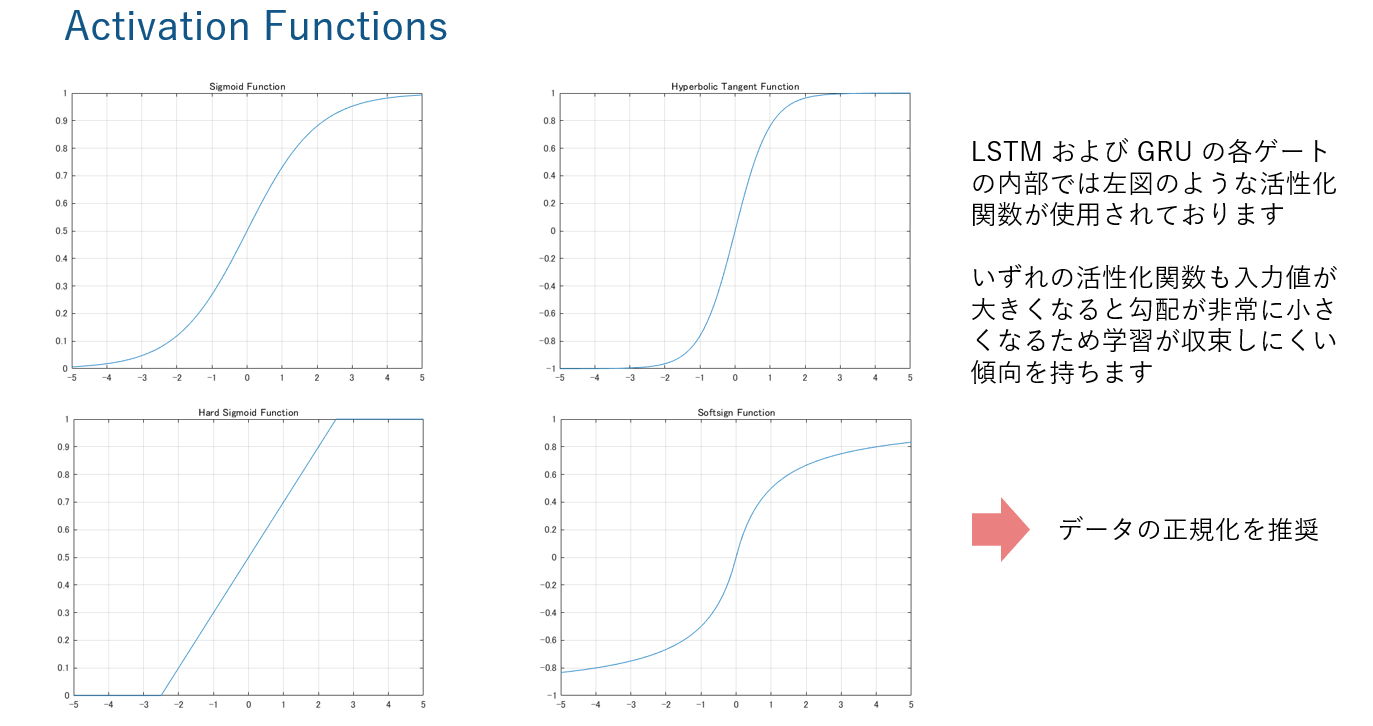 Activation Functions
Sigmoid Function
1
0.9
0.8
0.7
0.6
0.5
0.4
0.3
0.2
0.1
0
−5 −4 −3 −2 −1 0 1 2 3 4 5
Hyperbolic Tangent Function
1
0.8
0.6
0.4
0.2
0
−0.2
−0.4
−0.6
−0.8
−1
−5 −4 −3 −2 −1 0 1 2 3 4 5
Hard Sigmoid Function
1
0.9
0.8
0.7
0.6
0.5
0.4
0.3
0.2
0.1
0
−5 −4 −3 −2 −1 0 1 2 3 4 5
Softsign Function
1
0.8
0.6
0.4
0.2
0
−0.2
−0.4
−0.6
−0.8
−1
−5 −4 −3 −2 −1 0 1 2 3 4 5
LSTM および GRU の各ゲート
の内部では左図のような活性化
関数が使用されております
いずれの活性化関数も入力値が
大きくなると勾配が非常に小さ
くなるため学習が収束しにくい
傾向を持ちます
データの正規化を推奨